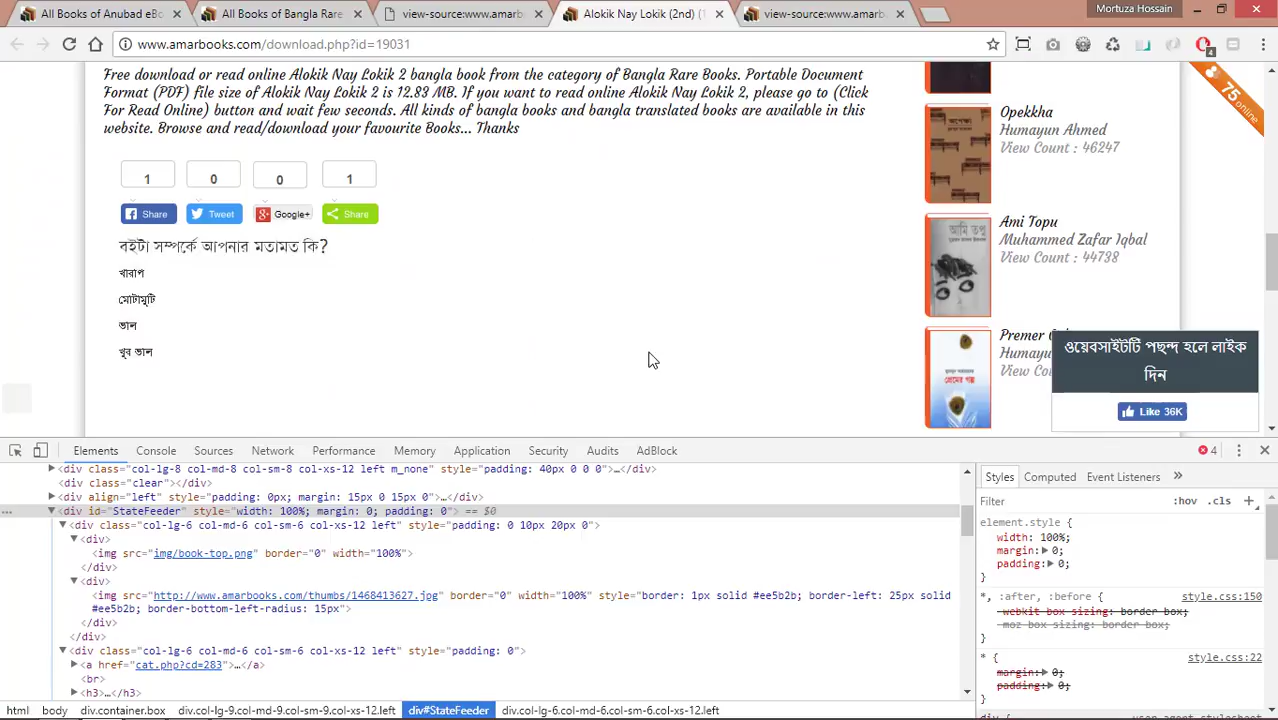 All Books of Anubad eB
All Books of Bangla Rare
view-source:www.amarb
Alokik Nay Lokik (2nd) (1
view-source:www.amarb
Mortuza Hossain
www.amarbooks.com/download.php?id=19031
4
Free download or read online Alokik Nay Lokik 2 bangla book from the category of Bangla Rare Books. Portable Document
Format (PDF) file size of Alokik Nay Lokik 2 is 12.83 MB. If you want to read online Alokik Nay Lokik 2, please go to (Click
For Read Online) button and wait few seconds. All kinds of bangla books and bangla translated books are available in this
website. Browse and Read/Download your favourite Books... Thanks
75 online
Opekkha
Humayun Ahmed
View Count : 46247
1 0 0 1
Share Tweet Google+ Share
Ami Topu
Muhammed Zafar Iqbal
View Count : 44738
আমি তপু
বইটা সম্পর্কে আপনার মতামত কি?
খারাপ
মোটামুটি
ভাল
খুব ভাল
প্রেমের গল্প
ওয়েবসাইটটি পছন্দ হলে লাইক
দিন
Like 36K
Elements Console Sources Network Performance Memory Application Security Audits AdBlock
4
<div class="col-lg-8 col-md-8 col-sm-8 col-xs-12 left m_none" style="padding: 40px 0 0 0">…</div>
<div class="clear"></div>
<div align="left" style="padding: 0px; margin: 15px 0 15px 0">…</div>
<div id="StateFeeder" style="width: 100%; margin: 0; padding: 0"> == $0
<div class="col-lg-6 col-md-6 col-sm-6 col-xs-12 left" style="padding: 0 10px 20px 0">
<div>
<img src="img/book-top.png" border="0" width="100%">
</div>
<div>
<img src="http://www.amarbooks.com/thumbs/1468413627.jpg" border="0" width="100%" style="border: 1px solid #ee5b2b; border-left: 25px solid
#ee5b2b; border-bottom-left-radius: 15px">
</div>
</div>
<div class="col-lg-6 col-md-6 col-sm-6 col-xs-12 left" style="padding: 0">
<a href="cat.php?cd=283">…</a>
<br>
<h3>…</h3>
html body div.container.box div.col-lg-9.col-md-9.col-sm-9.col-xs-12.left div#StateFeeder div.col-lg-6.col-md-6.col-sm-6.col-xs-12.left
Styles Computed Event Listeners »
Filter :hov .cls +
element.style {
width: 100%;
margin: 0;
padding: 0;
}
*, :after, :before { style.css:150
-webkit-box-sizing: border-box;
-moz-box-sizing: border-box;
}
* { style.css:22
margin: 0;
padding: 0;
}